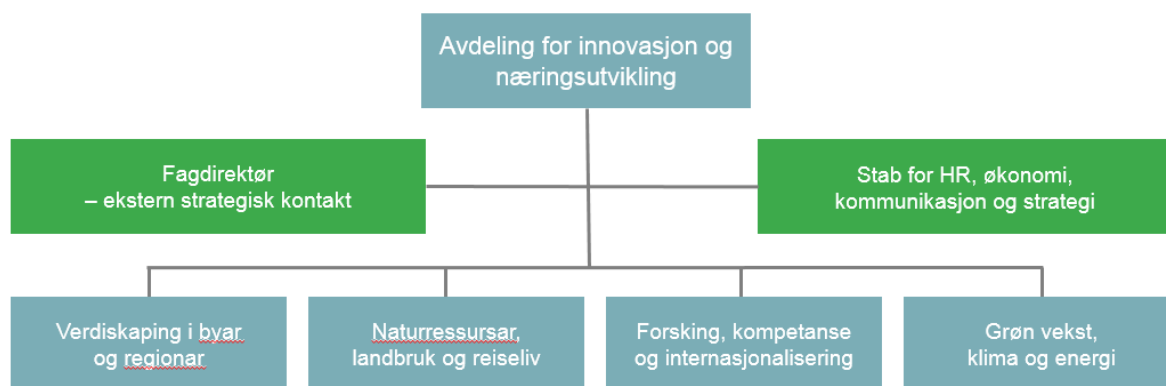 Avdeling for innovasjon og
næringsutvikling
Fagdirektør
– ekstern strategisk kontakt
Stab for HR, økonomi,
kommunikasjon og strategi
Verdiskaping i byar
og regionar
Naturressursar,
landbruk og reiseliv
Forsking, kompetanse
og internasjonalisering
Grøn vekst,
klima og energi